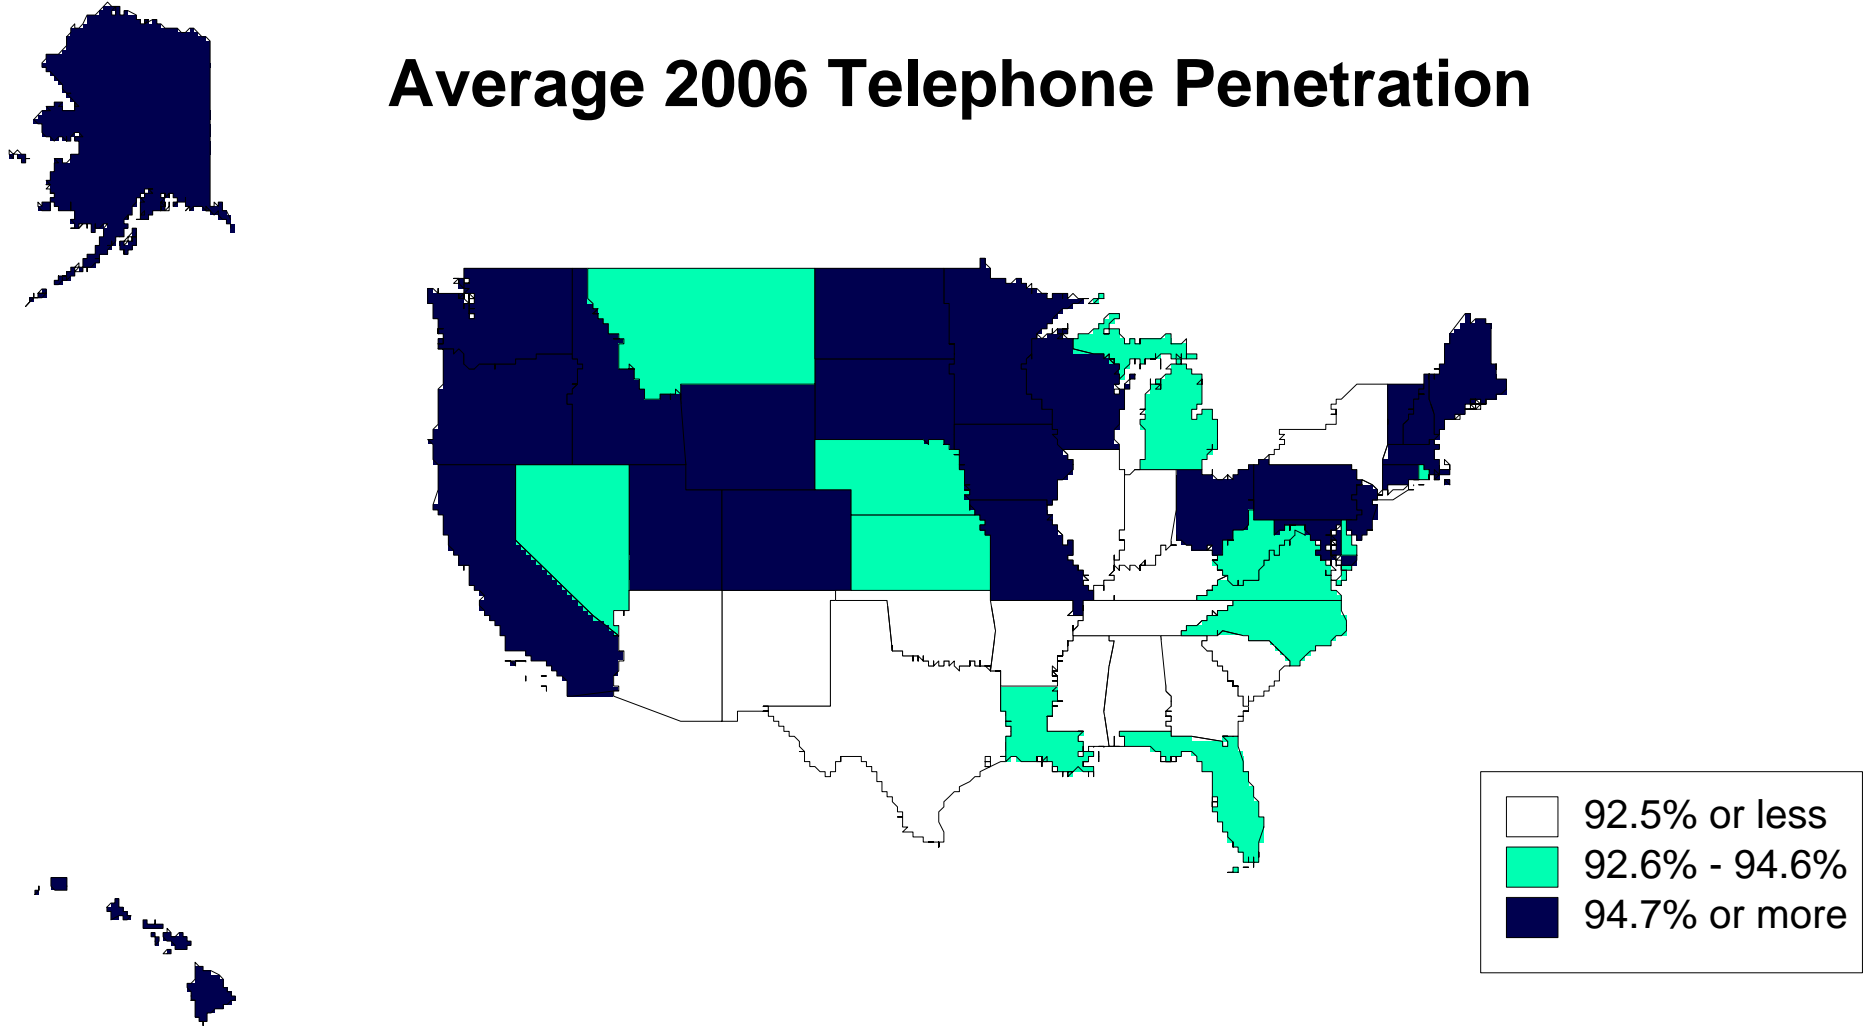 Average 2006 Telephone Penetration
92.5% or less
92.6% - 94.6%
94.7% or more